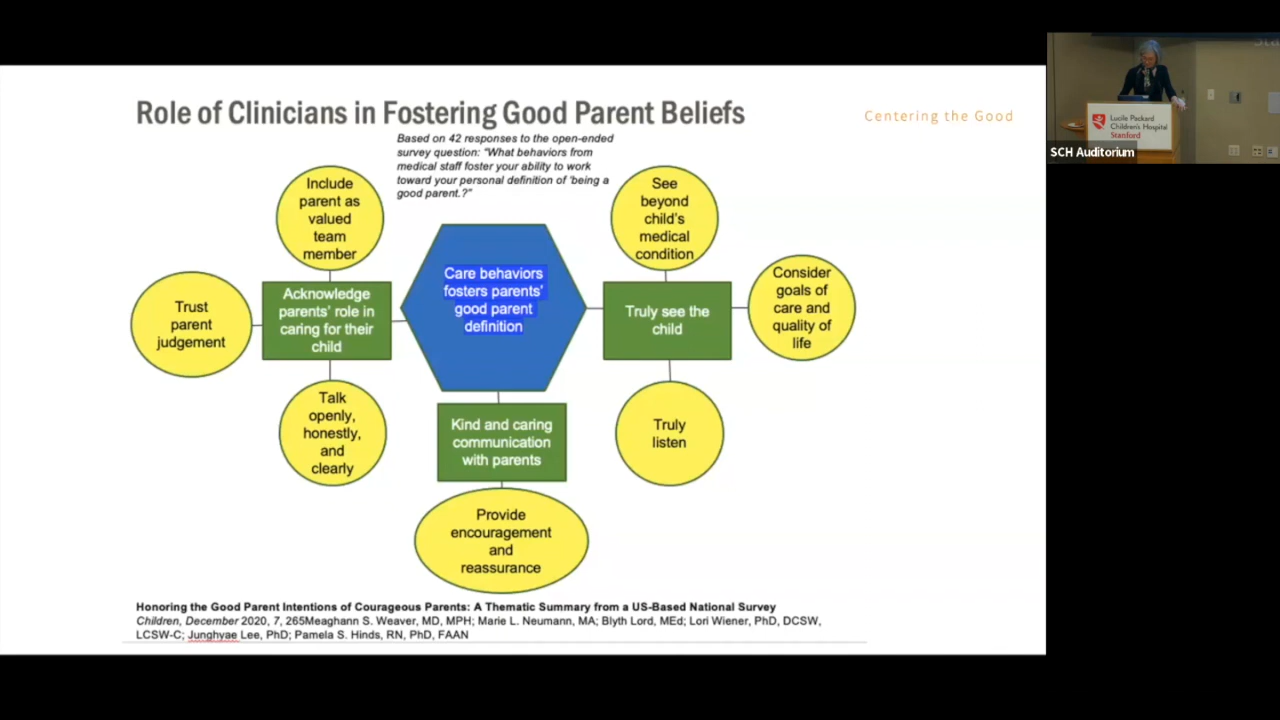 Role of Clinicians in Fostering Good Parent Beliefs
Centering the Good
Based on 42 responses to the open-ended
survey question: “What behaviors from
medical staff foster your ability to work
toward your personal definition of ‘being a
good parent.?”
Include
parent as
valued
team
member
See
beyond
child’s
medical
condition
Trust
parent
judgement
Acknowledge
parents’ role in
caring for their
child
Care behaviors
fosters parents’
good parent
definition
Truly see the
child
Consider
goals of
care and
quality of
life
Talk
openly,
honestly,
and
clearly
Kind and caring
communication
with parents
Truly
listen
Provide
encouragement
and
reassurance
Honoring the Good Parent Intentions of Courageous Parents: A Thematic Summary from a US-Based National Survey
Children, December 2020, 7, 265Meaghann S. Weaver, MD, MPH; Marie L. Neumann, MA; Blyth Lord, MEd; Lori Wiener, PhD, DCSW,
LCSW-C; Junghyae Lee, PhD; Pamela S. Hinds, RN, PhD, FAAN
Lucile Packard
Children's Hospital
Stanford
SCH Auditorium